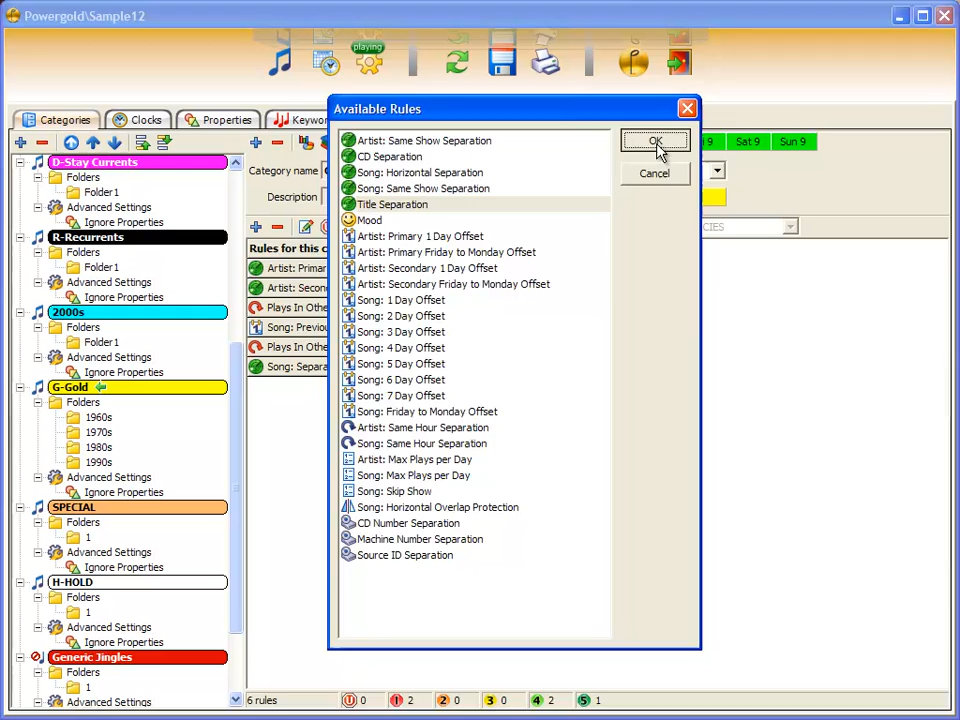 Powergold\Sample12
playing
Categories
Clocks
Properties
Keywor
Available Rules
OK
Cancel
i 9
Sat 9
Sun 9
Category name
Description
CIES
Rules for this c
Artist: Primar
Artist: Secon
Plays In Othe
Song: Previou
Plays In Othe
Song: Separa
Artist: Same Show Separation
CD Separation
Song: Horizontal Separation
Song: Same Show Separation
Title Separation
Mood
Artist: Primary 1 Day Offset
Artist: Primary Friday to Monday Offset
Artist: Secondary 1 Day Offset
Artist: Secondary Friday to Monday Offset
Song: 1 Day Offset
Song: 2 Day Offset
Song: 3 Day Offset
Song: 4 Day Offset
Song: 5 Day Offset
Song: 6 Day Offset
Song: 7 Day Offset
Song: Friday to Monday Offset
Artist: Same Hour Separation
Song: Same Hour Separation
Artist: Max Plays per Day
Song: Max Plays per Day
Song: Skip Show
Song: Horizontal Overlap Protection
CD Number Separation
Machine Number Separation
Source ID Separation
D-Stay Currents
Folders
Folder1
Advanced Settings
Ignore Properties
R-Recurrents
Folders
Folder1
Advanced Settings
Ignore Properties
2000s
Folders
Folder1
Advanced Settings
Ignore Properties
G-Gold
Folders
1960s
1970s
1980s
1990s
Advanced Settings
Ignore Properties
SPECIAL
Folders
1
Advanced Settings
Ignore Properties
H-HOLD
Folders
1
Advanced Settings
Ignore Properties
Generic Jingles
Folders
1
Advanced Settings
6 rules
U 0
1 2
2 0
3 0
4 2
5 1